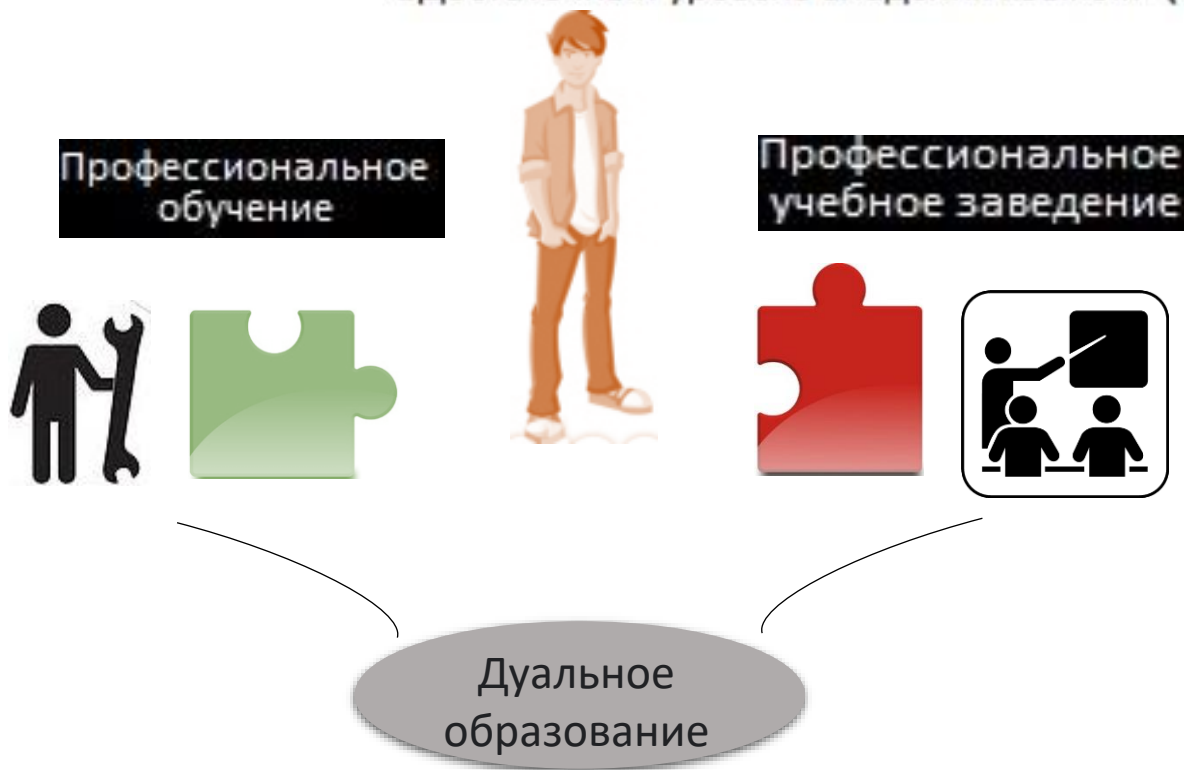 Профессиональное
обучение
Профессиональное
учебное заведение
Дуальное
образование